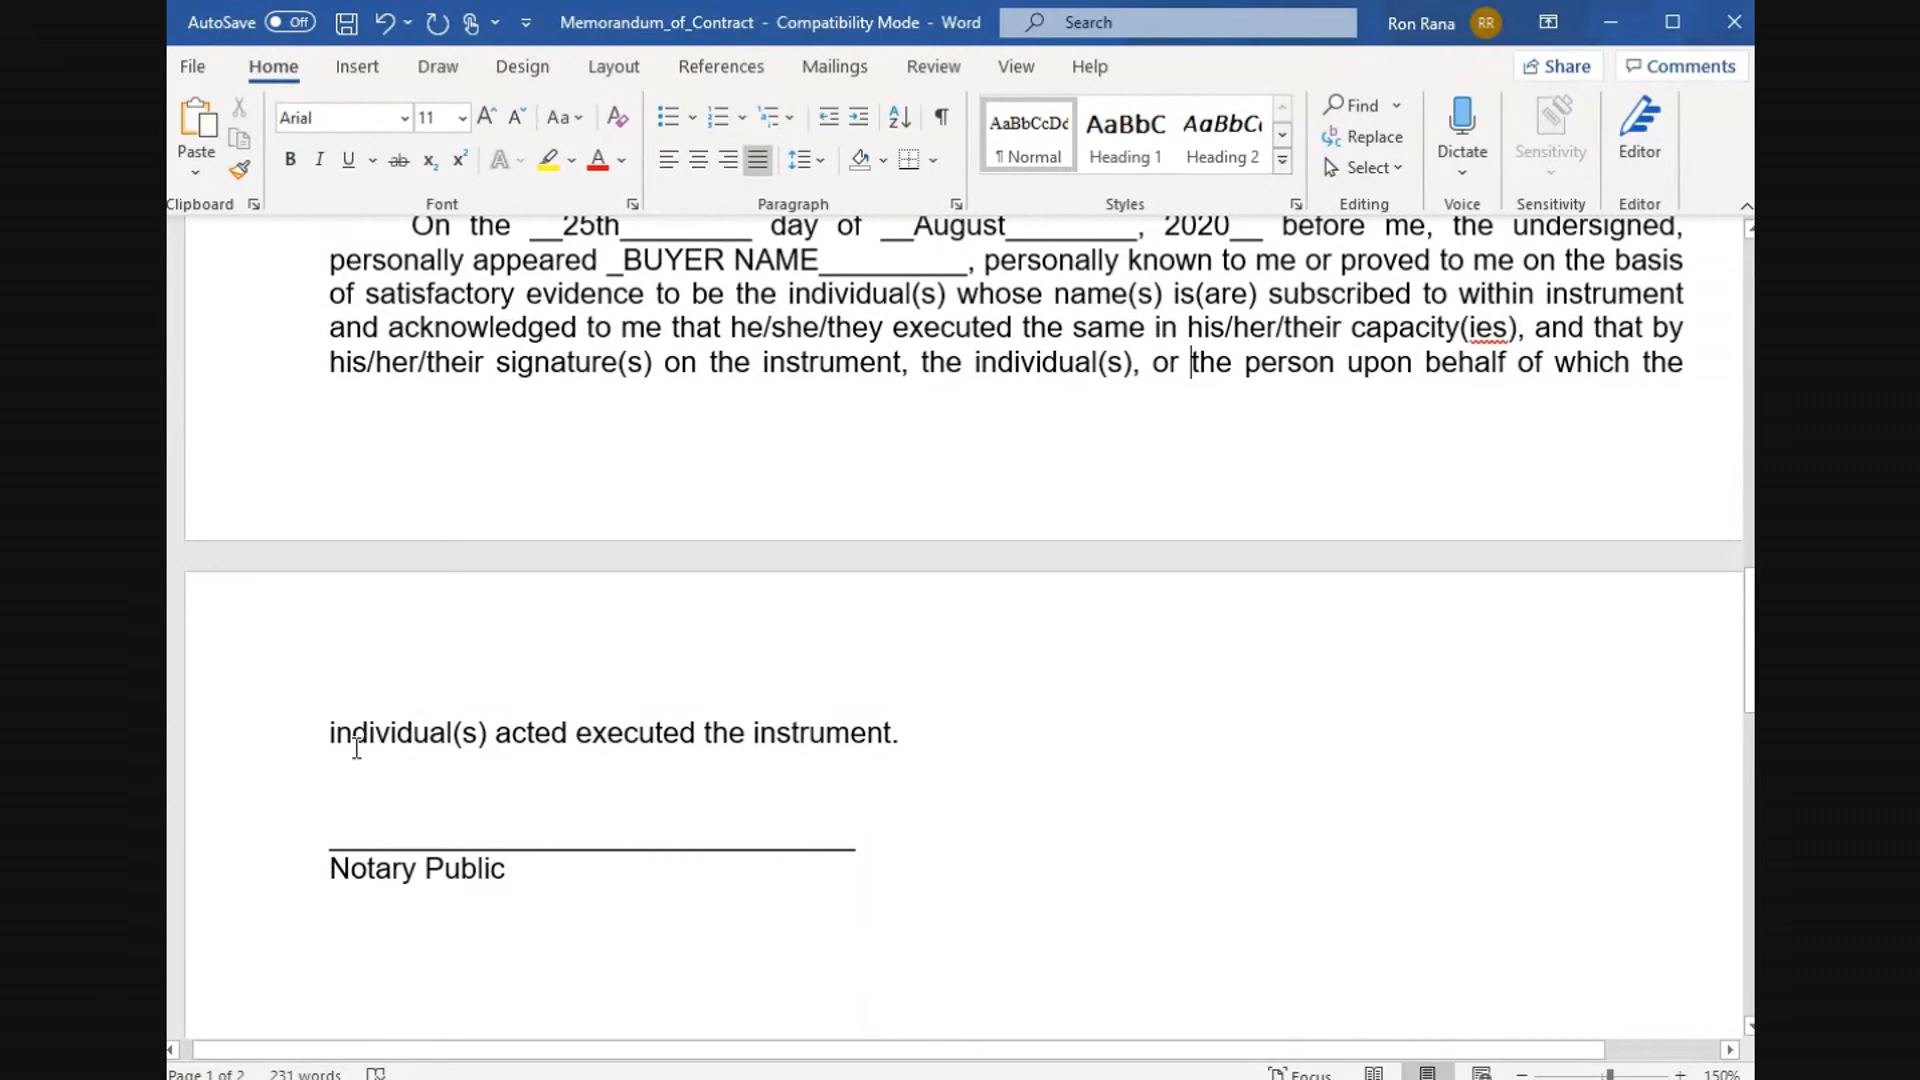 AutoSave Off Memorandum_of_Contract - Compatibility Mode - Word Search Ron Rana RR
File Home Insert Draw Design Layout References Mailings Review View Help Share Comments
Paste Arial 11 Aa AaBbCcDd ¶ Normal AaBbC Heading 1 AaBbC Heading 2 Find Replace Select Dictate Sensitivity Editor
Clipboard Font Paragraph Styles Editing Voice Sensitivity Editor
On the __25th________ day of __August________, 2020__ before me, the undersigned,
personally appeared _BUYER NAME_________, personally known to me or proved to me on the basis
of satisfactory evidence to be the individual(s) whose name(s) is(are) subscribed to within instrument
and acknowledged to me that he/she/they executed the same in his/her/their capacity(ies), and that by
his/her/their signature(s) on the instrument, the individual(s), or the person upon behalf of which the
individual(s) acted executed the instrument.
________________________________
Notary Public
Page 1 of 2 231 words Focus 150%